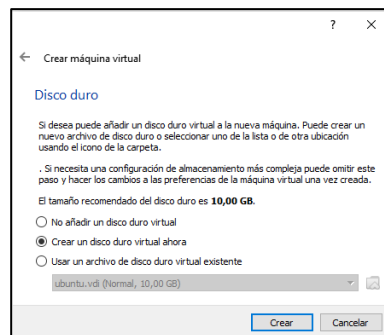 ?
Crear máquina virtual
Disco duro
Si desea puede añadir un disco duro virtual a la nueva máquina. Puede crear un
nuevo archivo de disco duro o seleccionar uno de la lista o de otra ubicación
usando el icono de la carpeta.
. Si necesita una configuración de almacenamiento más compleja puede omitir este
paso y hacer los cambios a las preferencias de la máquina virtual una vez creada.
El tamaño recomendado del disco duro es 10,00 GB.
No añadir un disco duro virtual
Crear un disco duro virtual ahora
Usar un archivo de disco duro virtual existente
ubuntu.vdi (Normal, 10,00 GB)
Crear Cancelar